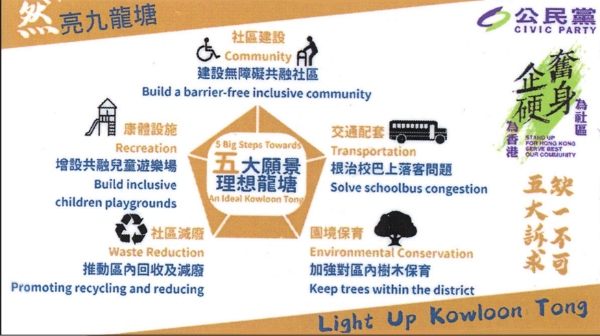 然亮九龍塘
公民黨
CIVIC PARTY
社區建設
Community
建設無障礙共融社區
Build a barrier-free inclusive community
奮身
企硬
為社區
為香港
STAND UP
FOR HONG KONG
SERVE BEST
OUR COMMUNITY
康體設施
Recreation
增設共融兒童遊樂場
Build inclusive
children playgrounds
5 Big Steps Towards
五大願景
理想龍塘
An Ideal Kowloon Tong
交通配套
Transportation
根治校巴上落客問題
Solve schoolbus congestion
五大訴求
缺一不可
社區減廢
Waste Reduction
推動區內回收及減廢
Promoting recycling and reducing
園境保育
Environmental Conservation
加強對區內樹木保育
Keep trees within the district
Light Up Kowloon Tong